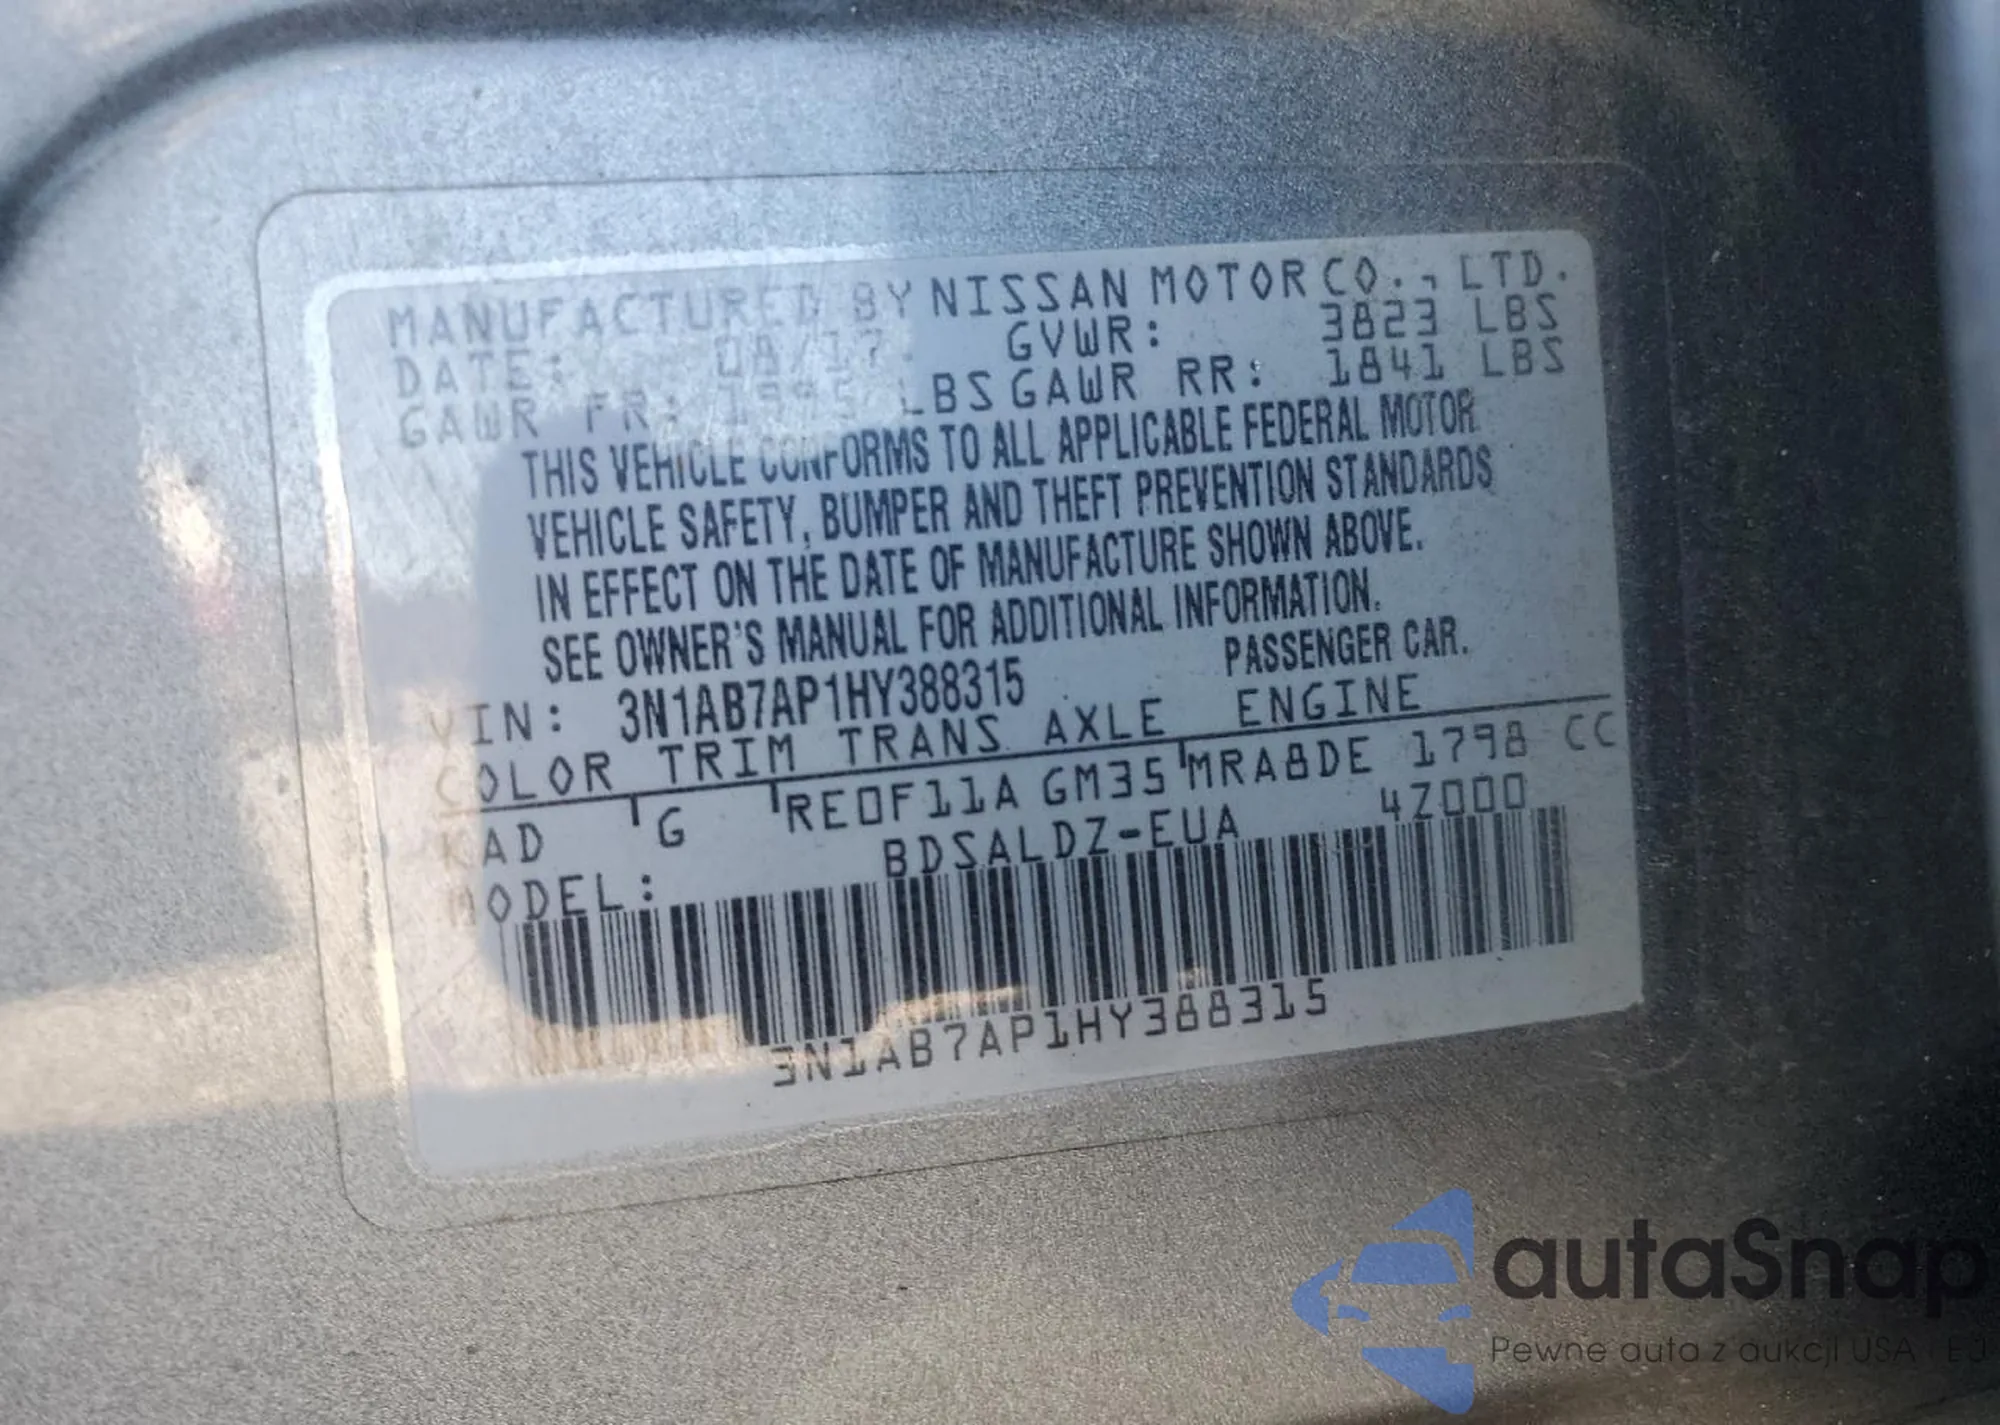 MANUFACTURED BY NISSAN MOTOR CO., LTD.
DATE: 08/17 GVWR: 3823 LBS
GAWR FR: 1995 LBS GAWR RR: 1841 LBS
THIS VEHICLE CONFORMS TO ALL APPLICABLE FEDERAL MOTOR
VEHICLE SAFETY, BUMPER AND THEFT PREVENTION STANDARDS
IN EFFECT ON THE DATE OF MANUFACTURE SHOWN ABOVE.
SEE OWNER'S MANUAL FOR ADDITIONAL INFORMATION.
VIN: 3N1AB7AP1HY388315 PASSENGER CAR.
COLOR TRIM TRANS AXLE ENGINE
KAD G RE0F11A GM35 MRA8DE 1798 CC
MODEL: BDSALDZ-EUA 4Z000
3N1AB7AP1HY388315
autaSnap
Pewne auta z aukcji USA i EU